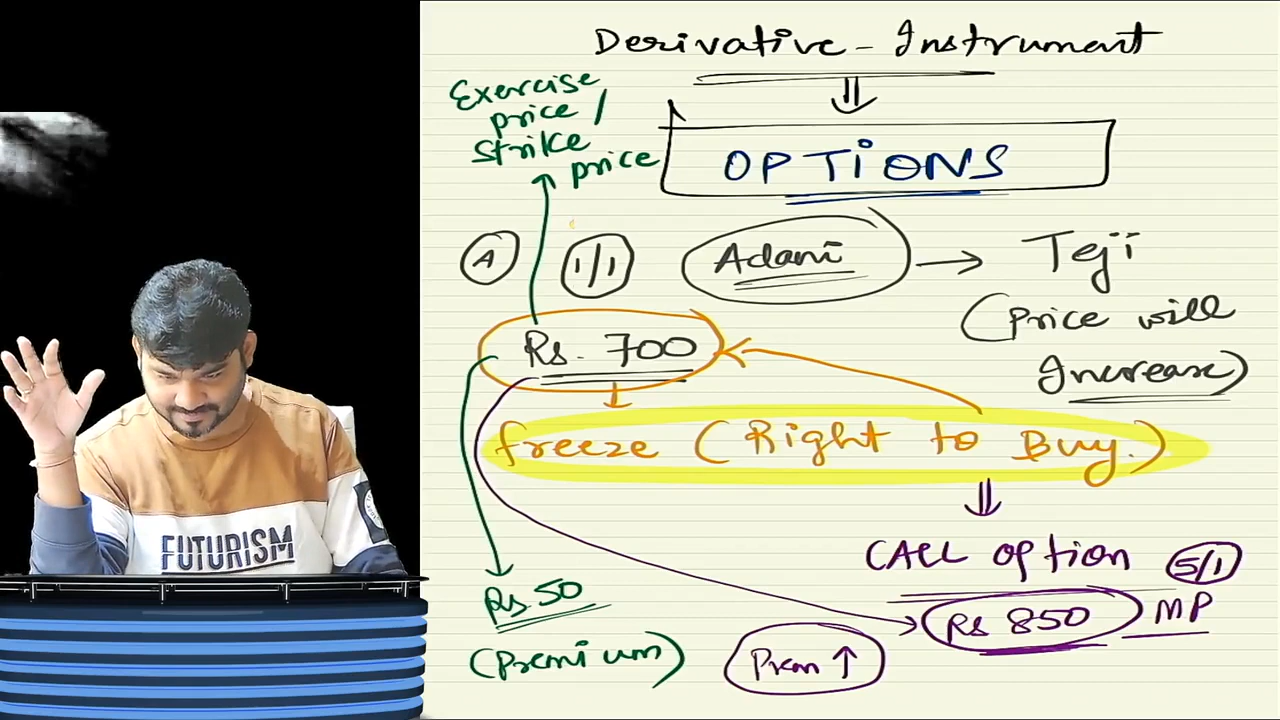 Derivative - Instrument
Exercise
price /
Strike
price
OPTIONS
A
1/1
Adani
Teji
(Price will
Increase)
Rs. 700
freeze (Right to Buy.)
CALL option
5/1
Rs 850
MP
Rs. 50
(Premium)
Prem ↑
FUTURISM